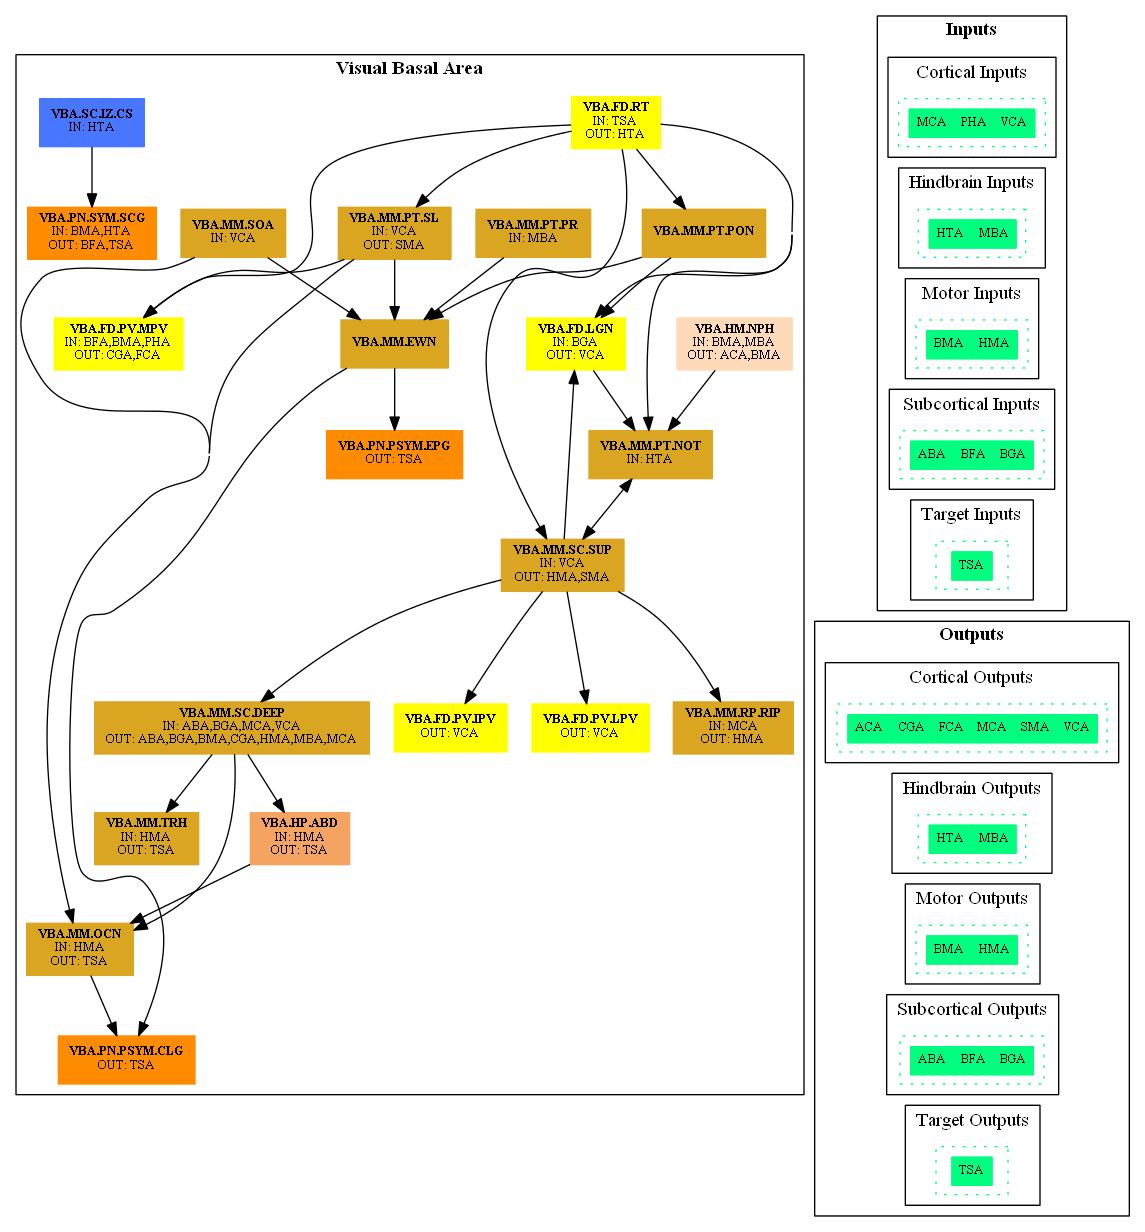 Visual Basal Area
VBA.SC.IZ.CS
IN: HTA
VBA.FD.RT
IN: TSA
OUT: HTA
VBA.PN.SYM.SCG
IN: BMA,HTA
OUT: BFA,TSA
VBA.MM.SOA
IN: VCA
VBA.MM.PT.SL
IN: VCA
OUT: SMA
VBA.MM.PT.PR
IN: MBA
VBA.MM.PT.PON
VBA.FD.PV.MPV
IN: BFA,BMA,PHA
OUT: CGA,FCA
VBA.MM.EWN
VBA.FD.LGN
IN: BGA
OUT: VCA
VBA.HM.NPH
IN: BMA,MBA
OUT: ACA,BMA
VBA.PN.PSYM.EPG
OUT: TSA
VBA.MM.PT.NOT
IN: HTA
VBA.MM.SC.SUP
IN: VCA
OUT: HMA,SMA
VBA.MM.SC.DEEP
IN: ABA,BGA,MCA,VCA
OUT: ABA,BGA,BMA,CGA,HMA,MBA,MCA
VBA.FD.PV.IPV
OUT: VCA
VBA.FD.PV.LPV
OUT: VCA
VBA.MM.RP.RIP
IN: MCA
OUT: HMA
VBA.MM.TRH
IN: HMA
OUT: TSA
VBA.HP.ABD
IN: HMA
OUT: TSA
VBA.MM.OCN
IN: HMA
OUT: TSA
VBA.PN.PSYM.CLG
OUT: TSA
Inputs
Cortical Inputs
MCA PHA VCA
Hindbrain Inputs
HTA MBA
Motor Inputs
BMA HMA
Subcortical Inputs
ABA BFA BGA
Target Inputs
TSA
Outputs
Cortical Outputs
ACA CGA FCA MCA SMA VCA
Hindbrain Outputs
HTA MBA
Motor Outputs
BMA HMA
Subcortical Outputs
ABA BFA BGA
Target Outputs
TSA